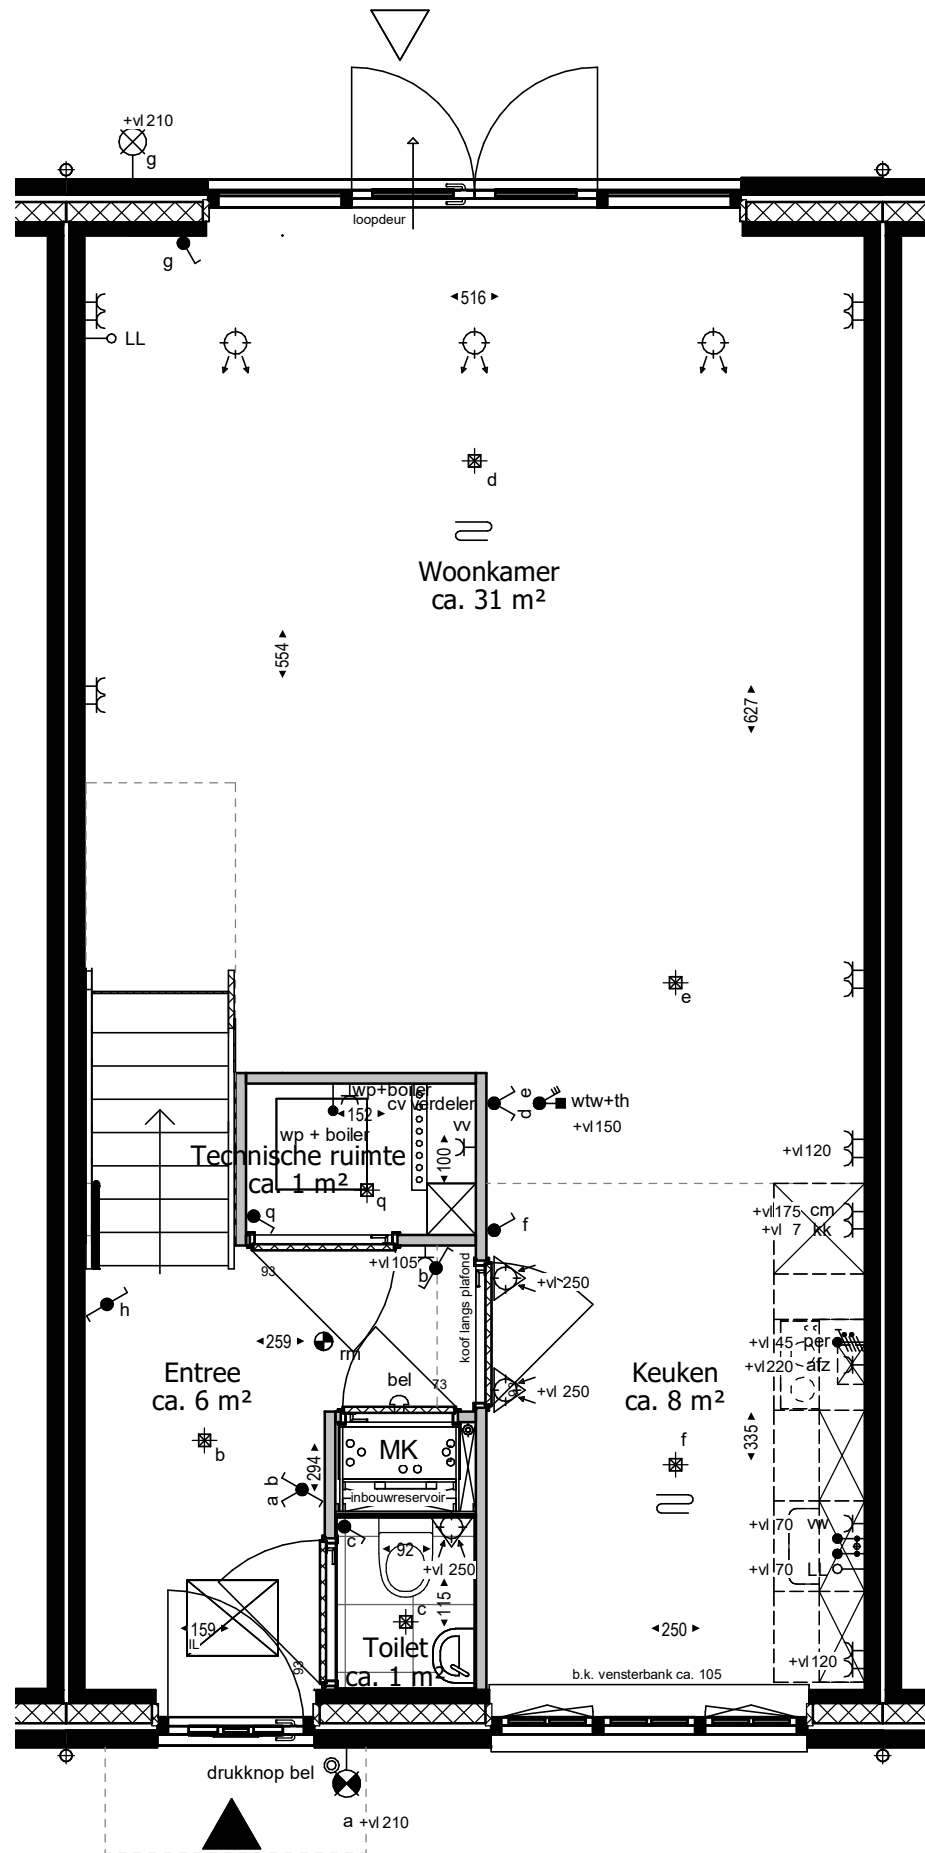 +vl 210
g
loopdeur
g
516
LL
d
Woonkamer
ca. 31 m²
554
627
e
wp+boiler
cv verdeler
152
wp + boiler
vv
100
d e
wtw+th
+vl 150
+vl 120
Technische ruimte
ca. 1 m²
q
q
f
+vl 175 cm
+vl 7 kk
93
+vl 105
b
koof langs plafond
+vl 250
h
259
rm
+vl 45 per
+vl 220 afz
bel
73
93
+vl 250
Entree
ca. 6 m²
Keuken
ca. 8 m²
b
MK
f
335
294
a b
inbouwreservoir
c
92
+vl 250
+vl 70 vw
+vl 70 LL
115
c
159
IL
250
Toilet
ca. 1 m²
93
+vl 120
b.k. vensterbank ca. 105
drukknop bel
a +vl 210